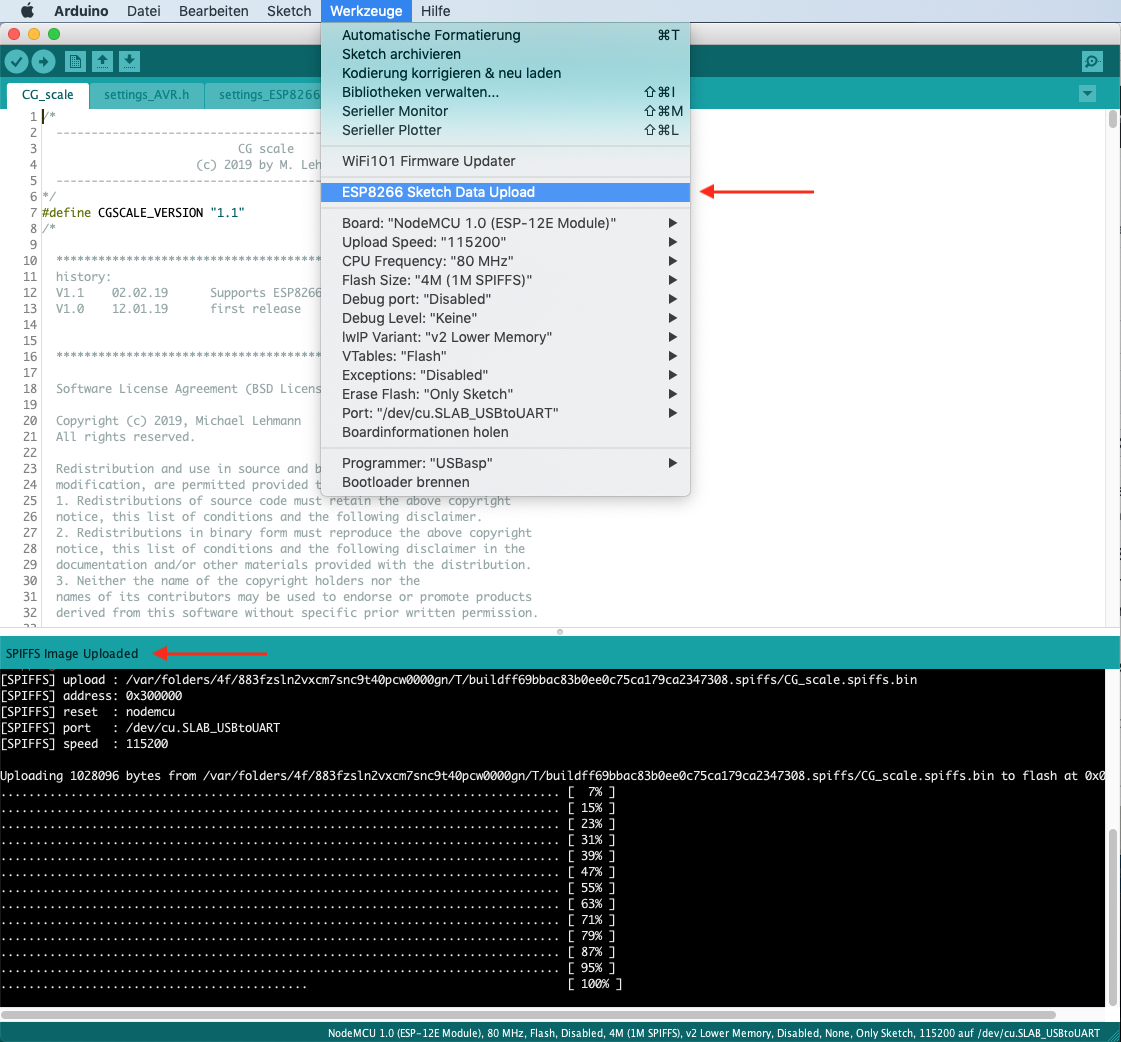 Arduino Datei Bearbeiten Sketch Werkzeuge Hilfe
Automatische Formatierung ⌘T
Sketch archivieren
Kodierung korrigieren & neu laden
Bibliotheken verwalten... ⇧⌘I
Serieller Monitor ⇧⌘M
Serieller Plotter ⇧⌘L
WiFi101 Firmware Updater
ESP8266 Sketch Data Upload
Board: "NodeMCU 1.0 (ESP-12E Module)"
Upload Speed: "115200"
CPU Frequency: "80 MHz"
Flash Size: "4M (1M SPIFFS)"
Debug port: "Disabled"
Debug Level: "Keine"
lwIP Variant: "v2 Lower Memory"
VTables: "Flash"
Exceptions: "Disabled"
Erase Flash: "Only Sketch"
Port: "/dev/cu.SLAB_USBtoUART"
Boardinformationen holen
Programmer: "USBasp"
Bootloader brennen
CG_scale settings_AVR.h settings_ESP8266
1 /*
2 --------------------------------------
3 CG scale
4 (c) 2019 by M. Leh
5 --------------------------------------
6 */
7 #define CGSCALE_VERSION "1.1"
8 /*
9
10 **************************************
11 history:
12 V1.1 02.02.19 Supports ESP8266
13 V1.0 12.01.19 first release
14
15
16 **************************************
17
18 Software License Agreement (BSD Licens
19
20 Copyright (c) 2019, Michael Lehmann
21 All rights reserved.
22
23 Redistribution and use in source and b
24 modification, are permitted provided t
25 1. Redistributions of source code must retain the above copyright
26 notice, this list of conditions and the following disclaimer.
27 2. Redistributions in binary form must reproduce the above copyright
28 notice, this list of conditions and the following disclaimer in the
29 documentation and/or other materials provided with the distribution.
30 3. Neither the name of the copyright holders nor the
31 names of its contributors may be used to endorse or promote products
32 derived from this software without specific prior written permission.
SPIFFS Image Uploaded
[SPIFFS] upload : /var/folders/4f/883fzsln2vxcm7snc9t40pcw0000gn/T/buildff69bbac83b0ee0c75ca179ca2347308.spiffs/CG_scale.spiffs.bin
[SPIFFS] address: 0x300000
[SPIFFS] reset : nodemcu
[SPIFFS] port : /dev/cu.SLAB_USBtoUART
[SPIFFS] speed : 115200
Uploading 1028096 bytes from /var/folders/4f/883fzsln2vxcm7snc9t40pcw0000gn/T/buildff69bbac83b0ee0c75ca179ca2347308.spiffs/CG_scale.spiffs.bin to flash at 0x0
................................................................................ [ 7% ]
................................................................................ [ 15% ]
................................................................................ [ 23% ]
................................................................................ [ 31% ]
................................................................................ [ 39% ]
................................................................................ [ 47% ]
................................................................................ [ 55% ]
................................................................................ [ 63% ]
................................................................................ [ 71% ]
................................................................................ [ 79% ]
................................................................................ [ 87% ]
................................................................................ [ 95% ]
............................................ [ 100% ]
NodeMCU 1.0 (ESP-12E Module), 80 MHz, Flash, Disabled, 4M (1M SPIFFS), v2 Lower Memory, Disabled, None, Only Sketch, 115200 auf /dev/cu.SLAB_USBtoUART